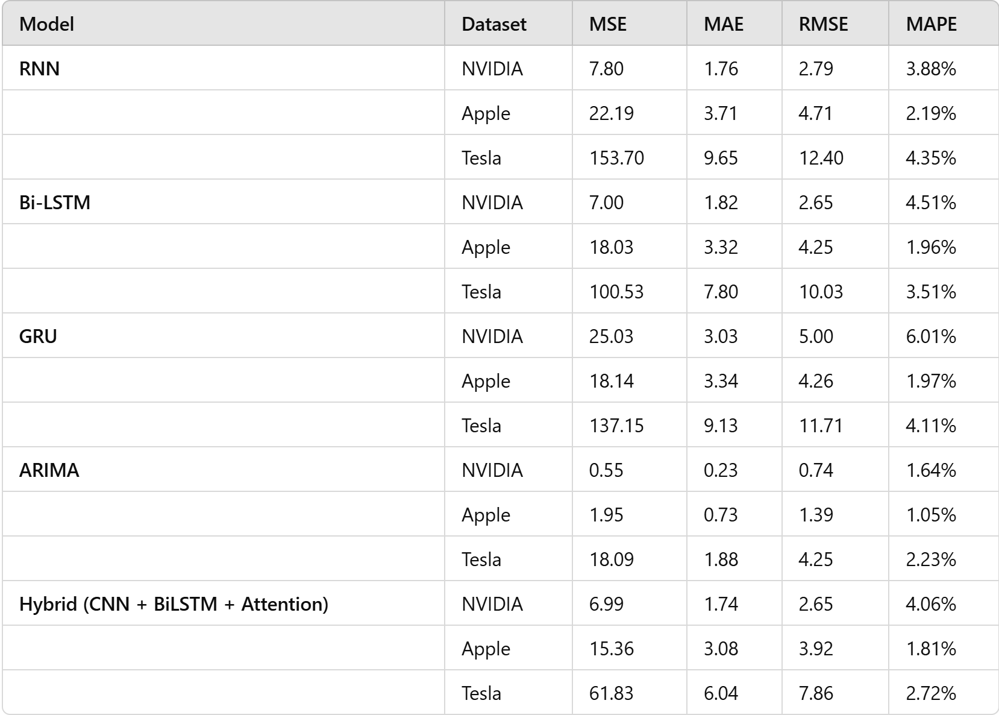 Model Dataset MSE MAE RMSE MAPE
RNN NVIDIA 7.80 1.76 2.79 3.88%
Apple 22.19 3.71 4.71 2.19%
Tesla 153.70 9.65 12.40 4.35%
Bi-LSTM NVIDIA 7.00 1.82 2.65 4.51%
Apple 18.03 3.32 4.25 1.96%
Tesla 100.53 7.80 10.03 3.51%
GRU NVIDIA 25.03 3.03 5.00 6.01%
Apple 18.14 3.34 4.26 1.97%
Tesla 137.15 9.13 11.71 4.11%
ARIMA NVIDIA 0.55 0.23 0.74 1.64%
Apple 1.95 0.73 1.39 1.05%
Tesla 18.09 1.88 4.25 2.23%
Hybrid (CNN + BiLSTM + Attention) NVIDIA 6.99 1.74 2.65 4.06%
Apple 15.36 3.08 3.92 1.81%
Tesla 61.83 6.04 7.86 2.72%